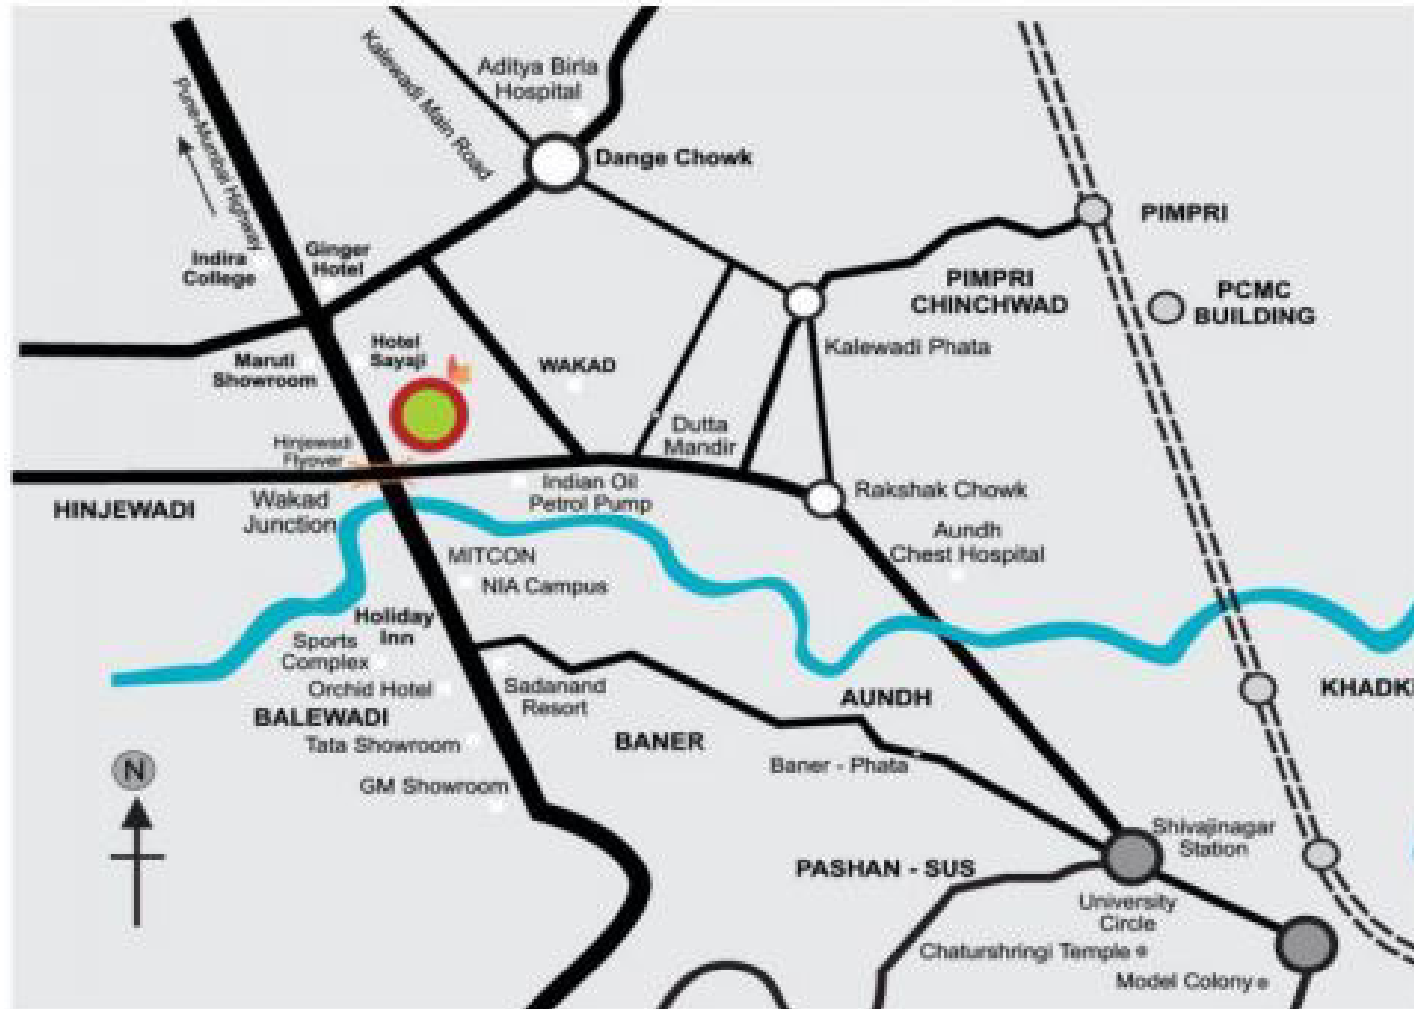 Kalewadi Main Road
Aditya Birla
Hospital
Pune-Mumbai Highway
Dange Chowk
PIMPRI
Indira
College
Ginger
Hotel
PIMPRI
CHINCHWAD
PCMC
BUILDING
Hotel
Sayaji
Maruti
Showroom
WAKAD
Kalewadi Phata
Hinjewadi
Flyover
Dutta
Mandir
HINJEWADI
Wakad
Junction
Indian Oil
Petrol Pump
Rakshak Chowk
Aundh
Chest Hospital
MITCON
NIA Campus
Holiday
Inn
Sports
Complex
Orchid Hotel
Sadanand
Resort
AUNDH
KHADKI
BALEWADI
Tata Showroom
BANER
Baner - Phata
N
GM Showroom
Shivajinagar
Station
PASHAN - SUS
University
Circle
Chaturshringi Temple
Model Colony